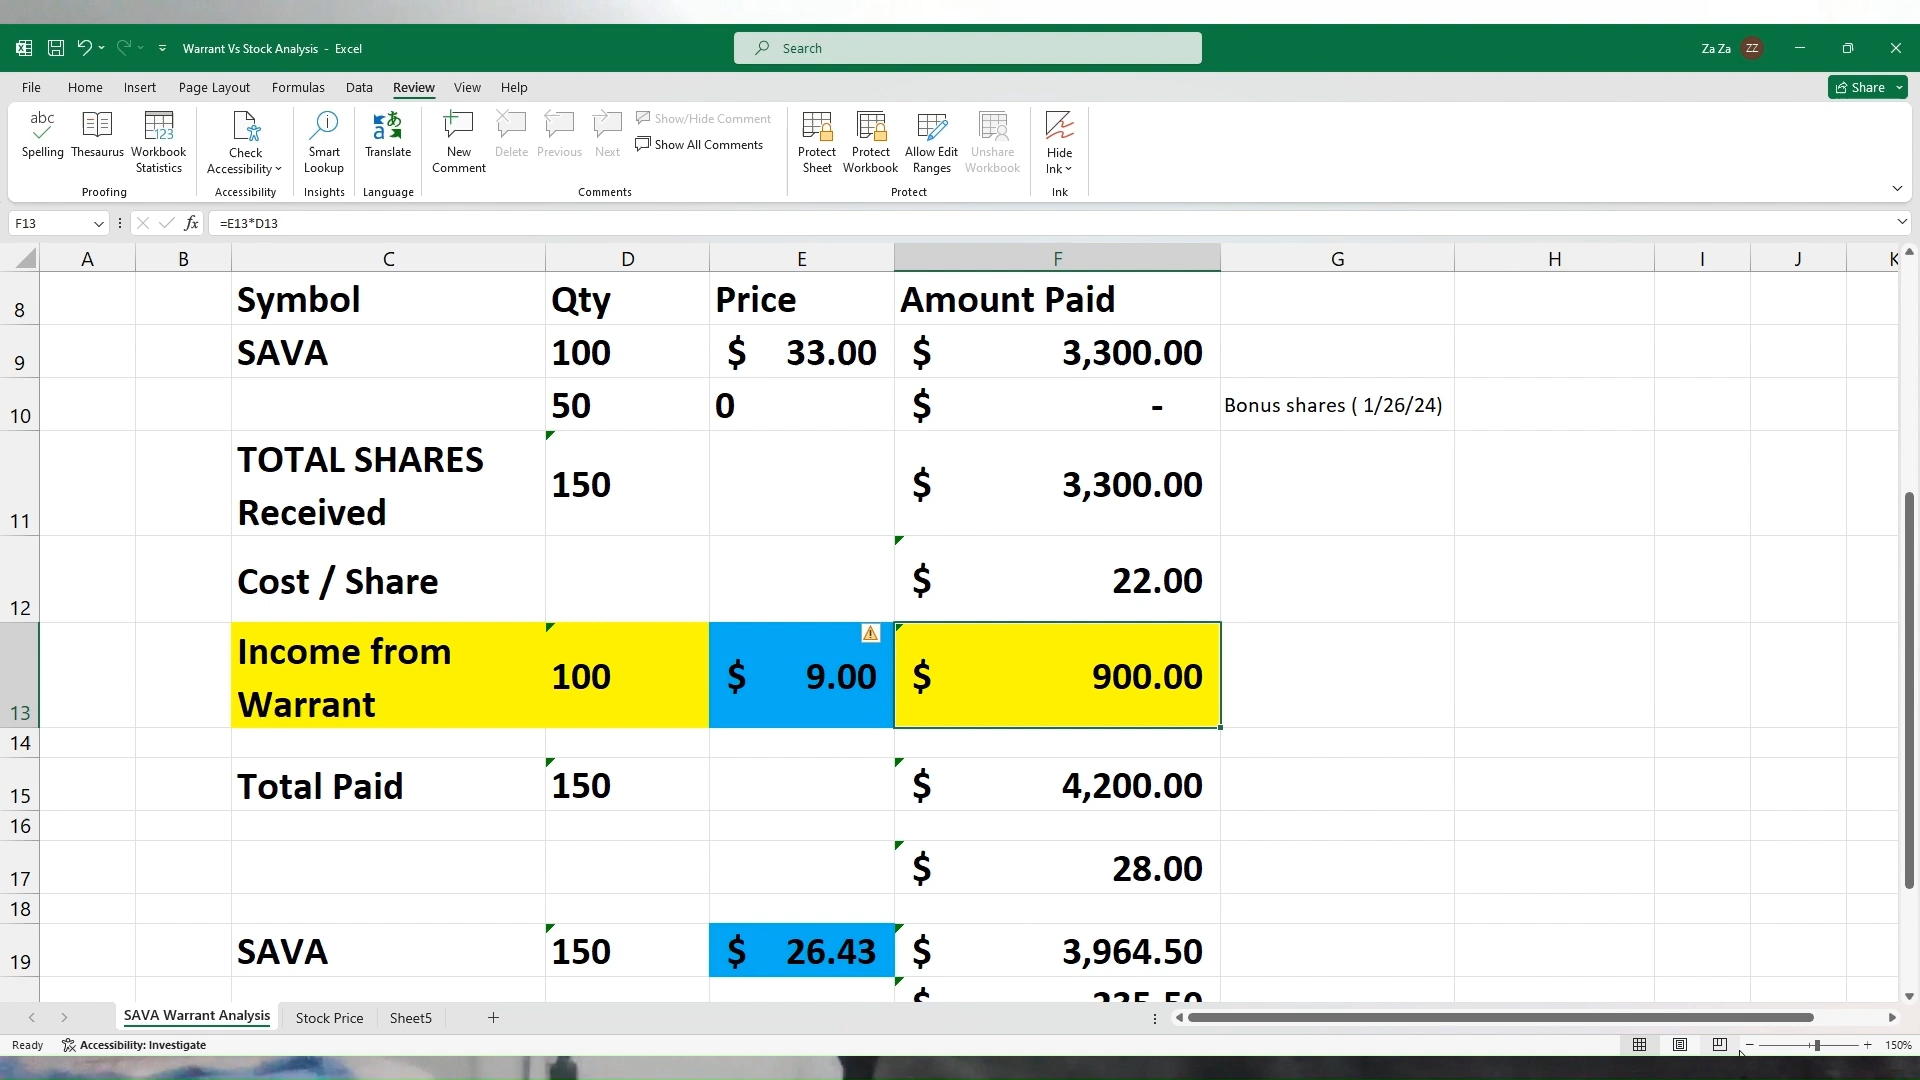 Warrant Vs Stock Analysis - Excel
Search
Za Za ZZ
File Home Insert Page Layout Formulas Data Review View Help
Share
abc
123
Spelling Thesaurus Workbook Statistics
Check Accessibility
Smart Lookup
Translate
New Comment
Delete Previous Next
Show/Hide Comment
Show All Comments
Protect Sheet
Protect Workbook
Allow Edit Ranges
Unshare Workbook
Hide Ink
Proofing Accessibility Insights Language Comments Protect Ink
F13 fx =E13*D13
A B C D E F G H I J K
8 Symbol Qty Price Amount Paid
9 SAVA 100 $ 33.00 $ 3,300.00
10 50 0 $ - Bonus shares ( 1/26/24)
11 TOTAL SHARES Received 150 $ 3,300.00
12 Cost / Share $ 22.00
13 Income from Warrant 100 $ 9.00 $ 900.00
14
15 Total Paid 150 $ 4,200.00
16
17 $ 28.00
18
19 SAVA 150 $ 26.43 $ 3,964.50
$ 235.50
SAVA Warrant Analysis Stock Price Sheet5
Ready Accessibility: Investigate 150%